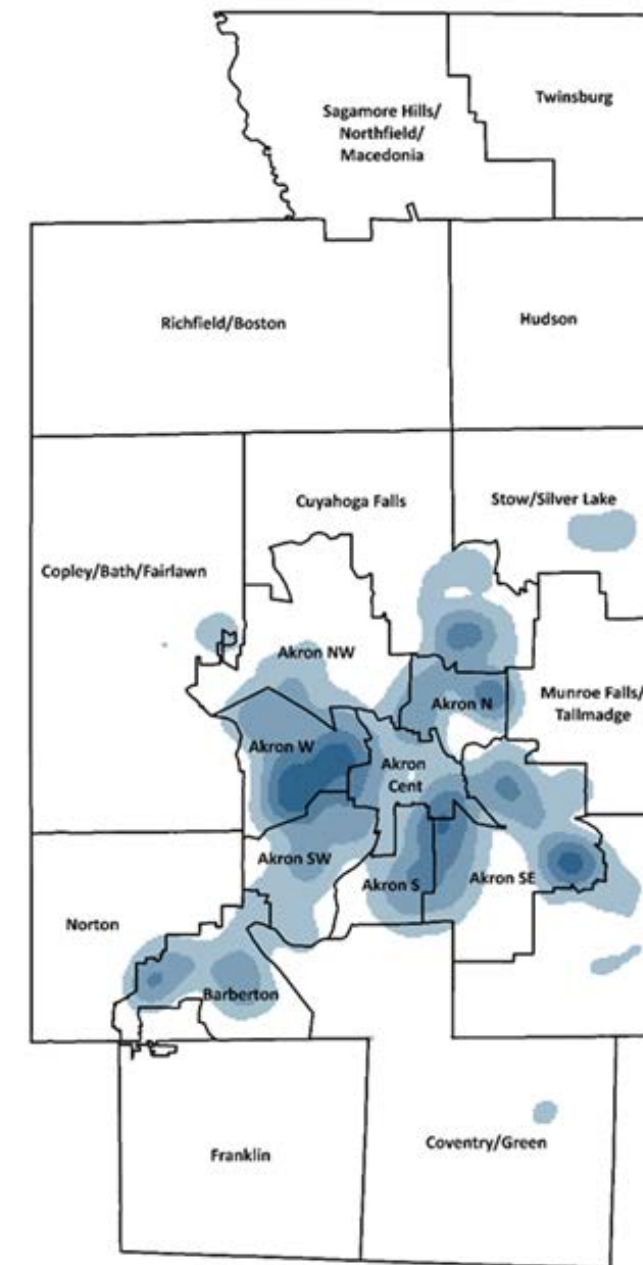 Twinsburg
Sagamore Hills/
Northfield/
Macedonia
Richfield/Boston
Hudson
Cuyahoga Falls
Stow/Silver Lake
Copley/Bath/Fairlawn
Akron NW
Akron N
Munroe Falls/
Tallmadge
Akron W
Akron
Cent
Akron SW
Akron S
Akron SE
Norton
Barberton
Franklin
Coventry/Green